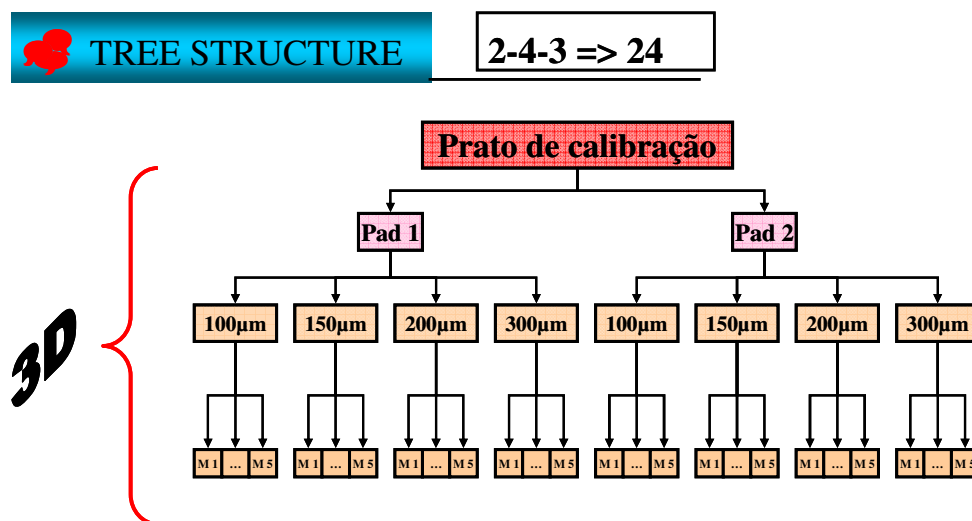 TREE STRUCTURE
2-4-3 => 24
Prato de calibração
Pad 1 Pad 2
3D
100µm 150µm 200µm 300µm 100µm 150µm 200µm 300µm
M 1 ... M 5 M 1 ... M 5 M 1 ... M 5 M 1 ... M 5 M 1 ... M 5 M 1 ... M 5 M 1 ... M 5 M 1 ... M 5